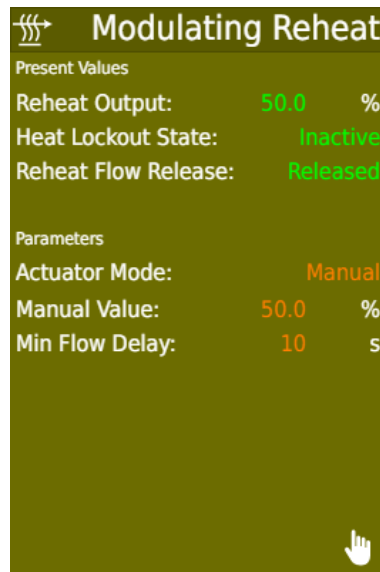 Modulating Reheat
Present Values
Reheat Output: 50.0 %
Heat Lockout State: Inactive
Reheat Flow Release: Released
Parameters
Actuator Mode: Manual
Manual Value: 50.0 %
Min Flow Delay: 10 s